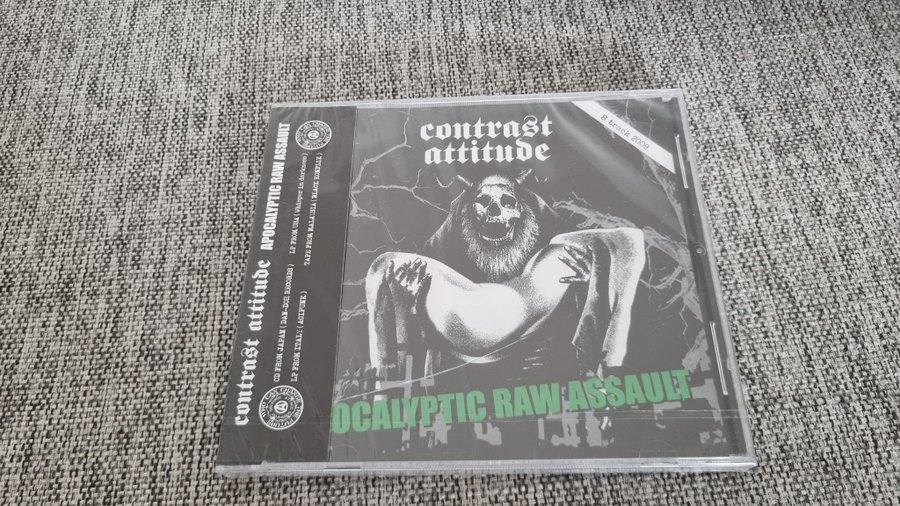 contrast
attitude
8 track 2009
OCALYPTIC RAW ASSAULT
contrast attitude APOCALYPTIC RAW ASSAULT
CD FROM JAPAN ( DAN-DOH RECORDS )
LP FROM USA ( whisper in darkness )
LP FROM ITALY ( AGIPUNK )
TAPE FROM MALAYSIA ( BLACK KONFLIK )